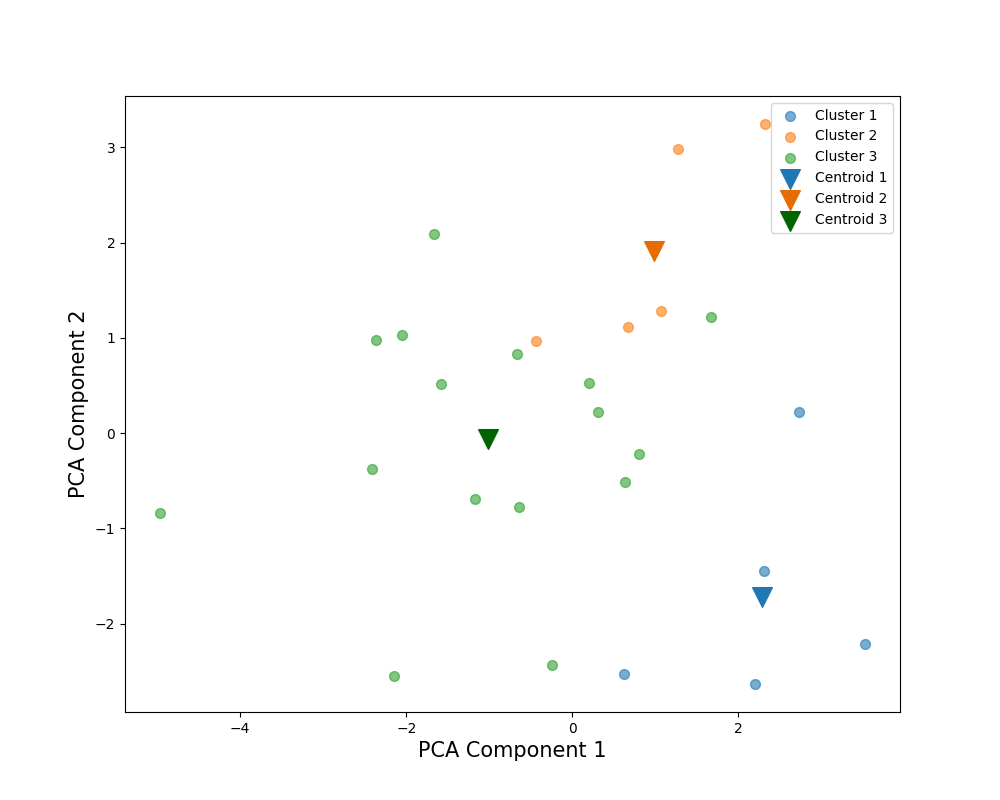 Cluster 1
Cluster 2
Cluster 3
Centroid 1
Centroid 2
Centroid 3
3
2
1
0
−1
−2
PCA Component 2
−4
−2
0
2
PCA Component 1